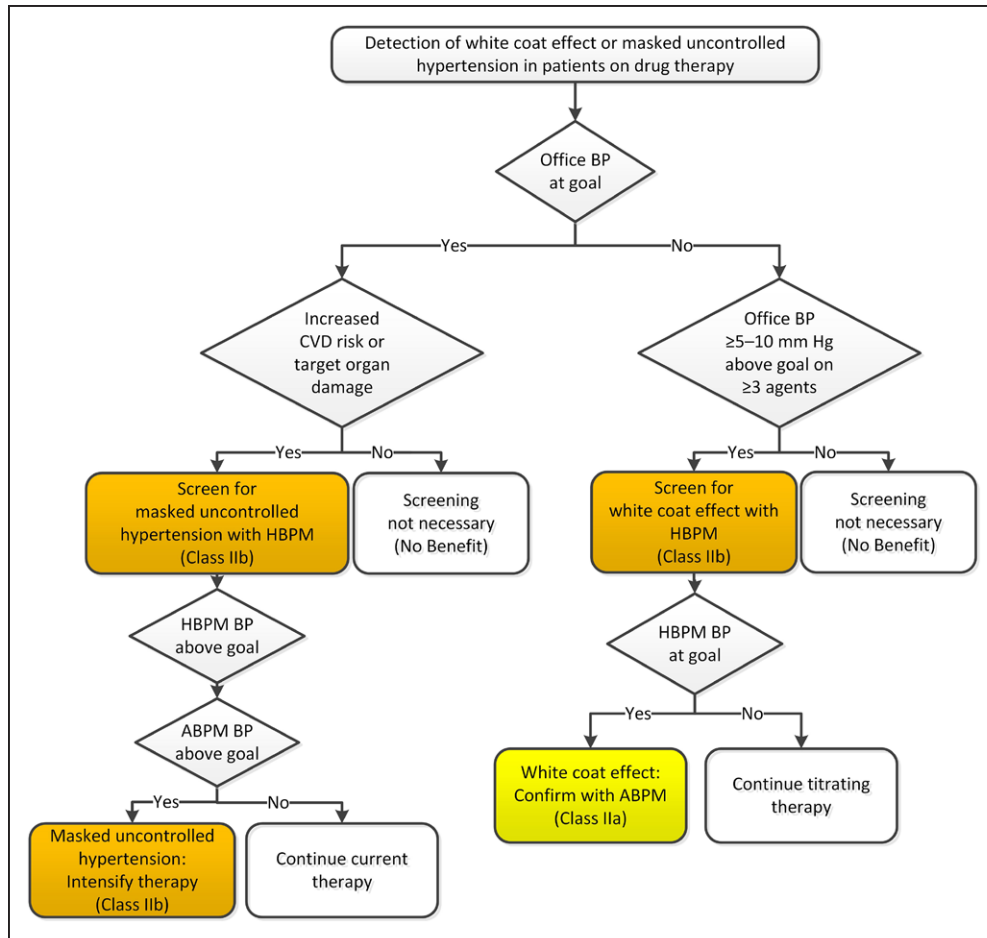 Detection of white coat effect or masked uncontrolled
hypertension in patients on drug therapy
Office BP
at goal
Yes
No
Increased
CVD risk or
target organ
damage
Office BP
≥5–10 mm Hg
above goal on
≥3 agents
Yes
No
Yes
No
Screen for
masked uncontrolled
hypertension with HBPM
(Class IIb)
Screening
not necessary
(No Benefit)
Screen for
white coat effect with
HBPM
(Class IIb)
Screening
not necessary
(No Benefit)
HBPM BP
above goal
HBPM BP
at goal
ABPM BP
above goal
Yes
No
Yes
No
White coat effect:
Confirm with ABPM
(Class IIa)
Continue titrating
therapy
Masked uncontrolled
hypertension:
Intensify therapy
(Class IIb)
Continue current
therapy